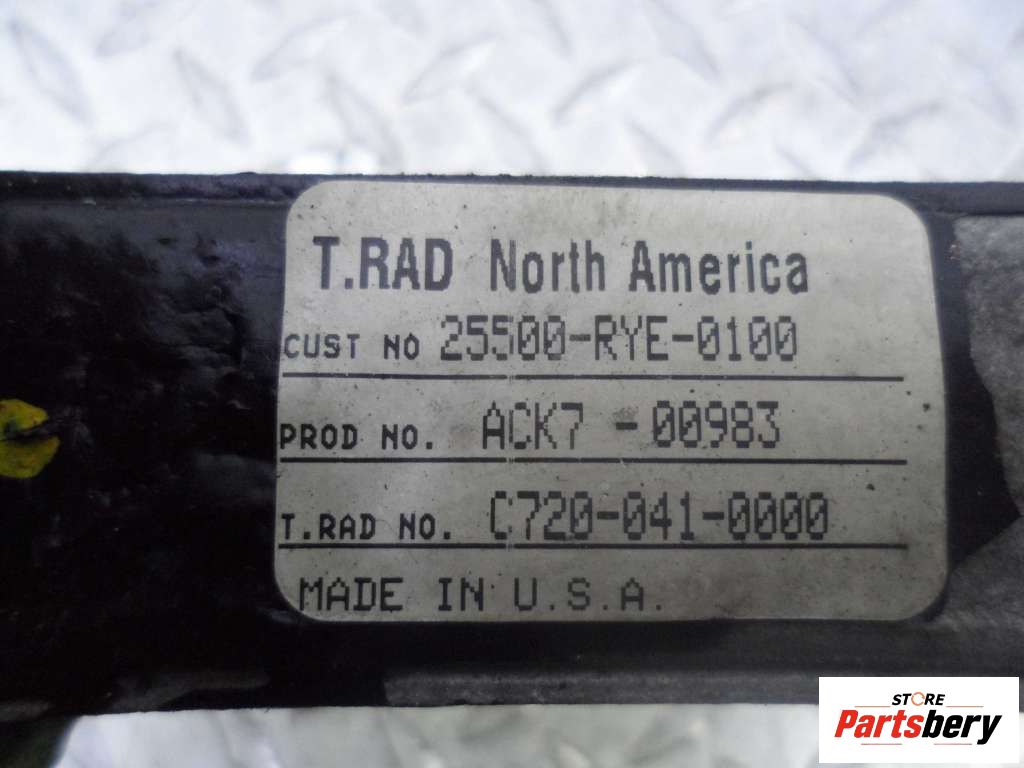 T.RAD North America
CUST NO 25500-RYE-0100
PROD NO. ACK7 -00983
T.RAD NO. C720-041-0000
MADE IN U.S.A.
STORE
Partsbery